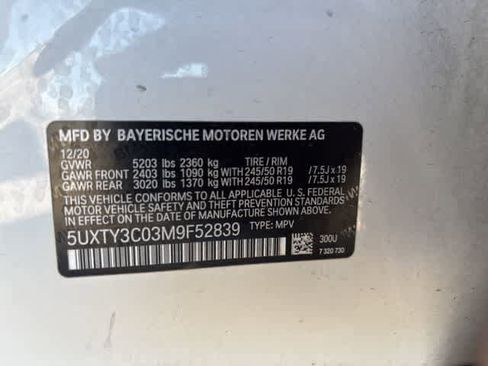 MFD BY BAYERISCHE MOTOREN WERKE AG
12/20
GVWR 5203 lbs 2360 kg TIRE / RIM
GAWR FRONT 2403 lbs 1090 kg WITH 245/50 R19 / 7.5J x 19
GAWR REAR 3020 lbs 1370 kg WITH 245/50 R19 / 7.5J x 19
THIS VEHICLE CONFORMS TO ALL APPLICABLE U. S. FEDERAL
MOTOR VEHICLE SAFETY AND THEFT PREVENTION STANDARDS
IN EFFECT ON THE DATE OF MANUFACTURE SHOWN ABOVE.
5UXTY3C03M9F52839 TYPE: MPV
300U
7 320 730